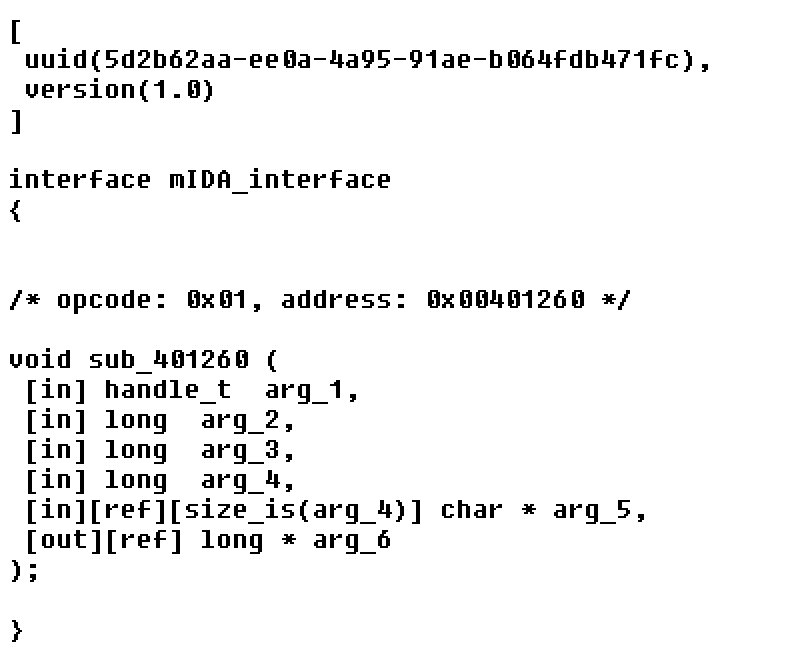 [
 uuid(5d2b62aa-ee0a-4a95-91ae-b064fdb471fc),
 version(1.0)
]
interface mIDA_interface
{
/* opcode: 0x01, address: 0x00401260 */
void sub_401260 (
 [in] handle_t  arg_1,
 [in] long  arg_2,
 [in] long  arg_3,
 [in] long  arg_4,
 [in][ref][size_is(arg_4)] char * arg_5,
 [out][ref] long * arg_6
);
}